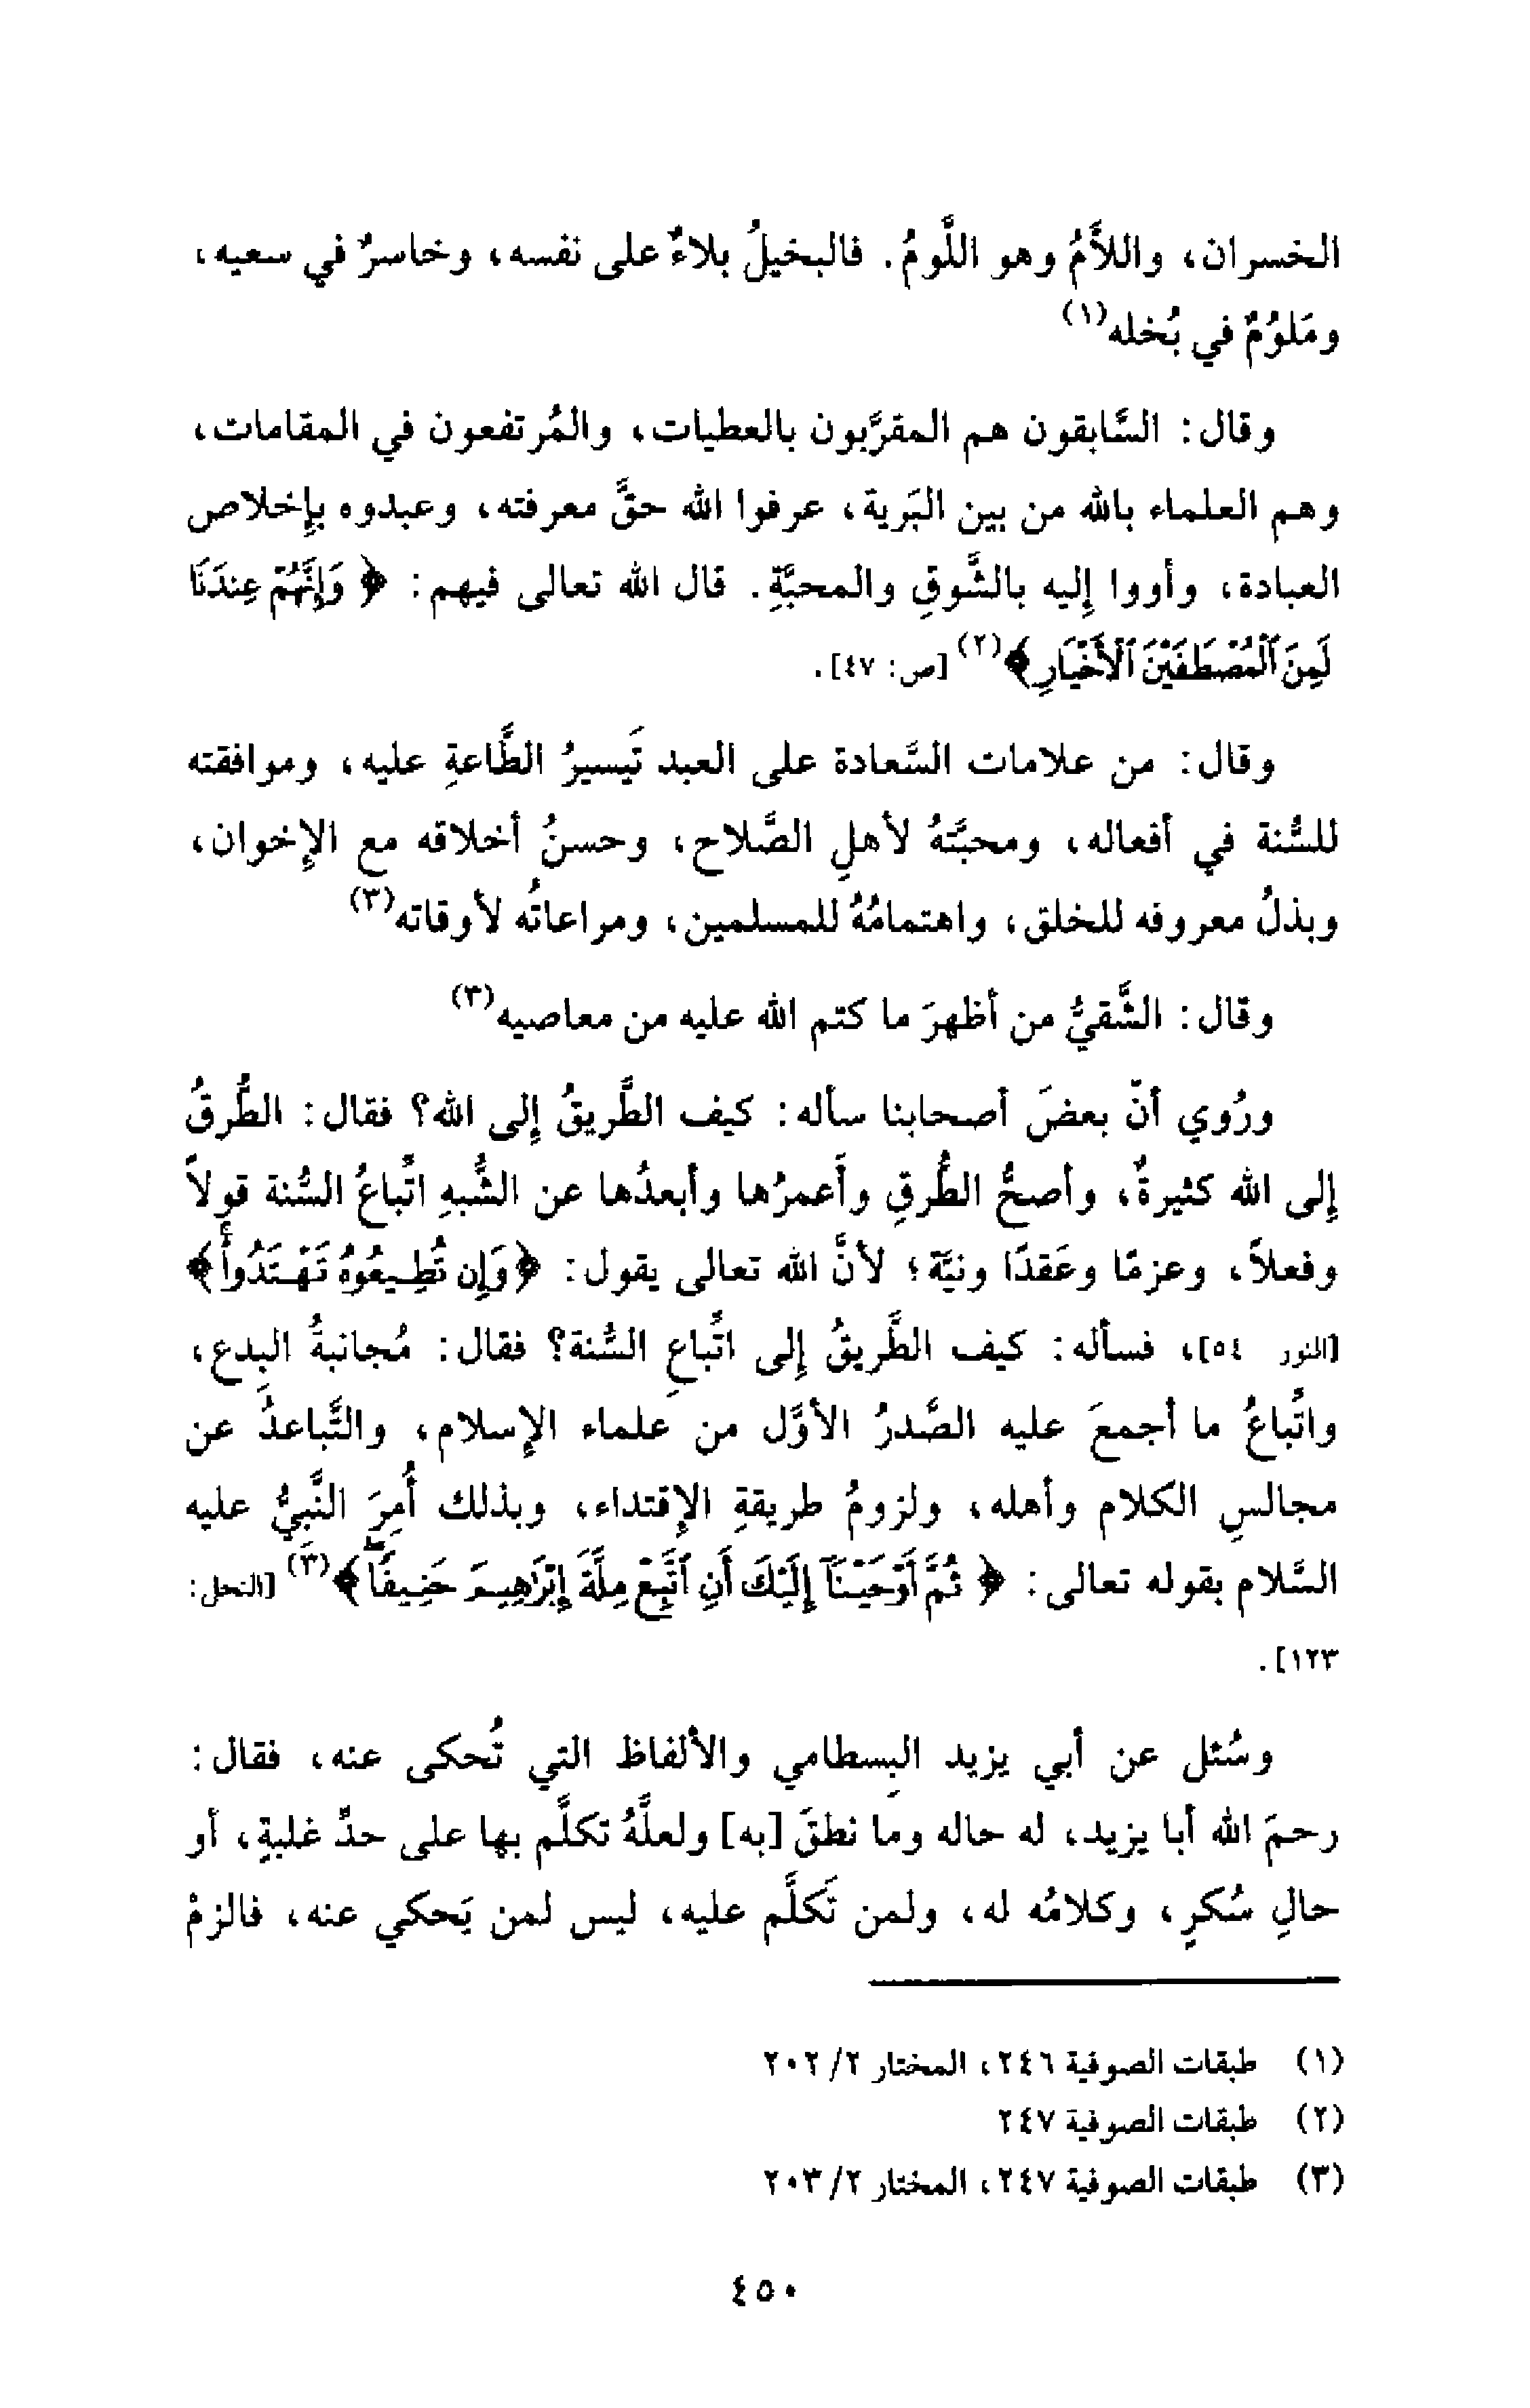 الخسران، واللأَمُ وهو اللَّومُ. فالبخيلُ بلاءٌ على نفسه، وخاسرٌ في سعيه،
ومَلوُمٌ في بُخله(١)
وقال: السَّابقون هم المقرَّبون بالعطيات، والمُرتفعون في المقامات،
وهم العلماء بالله من بين البَرية، عرفوا الله حقَّ معرفته، وعبدوه بإخلاص
العبادة، وأووا إليه بالشَّوقِ والمحبَّةِ. قال الله تعالى فيهم: ﴿ وَإِنَّهُمْ عِندَنَا
لَمِنَ ٱلْمُصْطَفَيْنَ ٱلْأَخْيَارِ﴾(٢) [ص: ٤٧].
وقال: من علامات السَّعادة على العبد تَيسيرُ الطَّاعةِ عليه، وموافقته
للسُّنة في أفعاله، ومحبَّتهُ لأهلِ الصَّلاح، وحسنُ أخلاقه مع الإخوان،
وبذلُ معروفه للخلق، واهتمامُهُ للمسلمين، ومراعاتُه لأوقاته(٣)
وقال: الشَّقيُّ من أظهرَ ما كتم الله عليه من معاصيه(٣)
ورُوي أنّ بعضَ أصحابنا سأله: كيف الطَّريقُ إلى الله؟ فقال: الطُّرقُ
إلى الله كثيرةٌ، وأصحُّ الطُّرقِ وأعمرُها وأبعدُها عن الشُّبهِ اتِّباعُ السُّنة قولاً
وفعلاً، وعزمًا وعَقدًا ونيَّة؛ لأنَّ الله تعالى يقول: ﴿وَإِن تُطِيعُوهُ تَهْتَدُواْ﴾
[النور ٥٤]، فسأله: كيف الطَّريقُ إلى اتِّباعِ السُّنة؟ فقال: مُجانبةُ البِدع،
واتِّباعُ ما أجمعَ عليه الصَّدرُ الأوَّل من علماء الإسلام، والتَّباعدُ عن
مجالسِ الكلام وأهله، ولزومُ طريقةِ الإقتداء، وبذلك أُمِرَ النَّبيُّ عليه
السَّلام بقوله تعالى: ﴿ ثُمَّ أَوْحَيْنَآ إِلَيْكَ أَنِ ٱتَّبِعْ مِلَّةَ إِبْرَٰهِيمَ حَنِيفًا﴾(٣) [النحل:
١٢٣].
وسُئل عن أبي يزيد البِسطامي والألفاظ التي تُحكى عنه، فقال:
رحمَ الله أبا يزيد، له حاله وما نطقَ [به] ولعلَّهُ تكلَّم بها على حدِّ غلبةٍ، أو
حالِ سُكرٍ، وكلامُه له، ولمن تَكلَّم عليه، ليس لمن يَحكي عنه، فالزمْ
(١) طبقات الصوفية ٢٤٦، المختار ٢/ ٢٠٢
(٢) طبقات الصوفية ٢٤٧
(٣) طبقات الصوفية ٢٤٧، المختار ٢/ ٢٠٣
٤٥٠